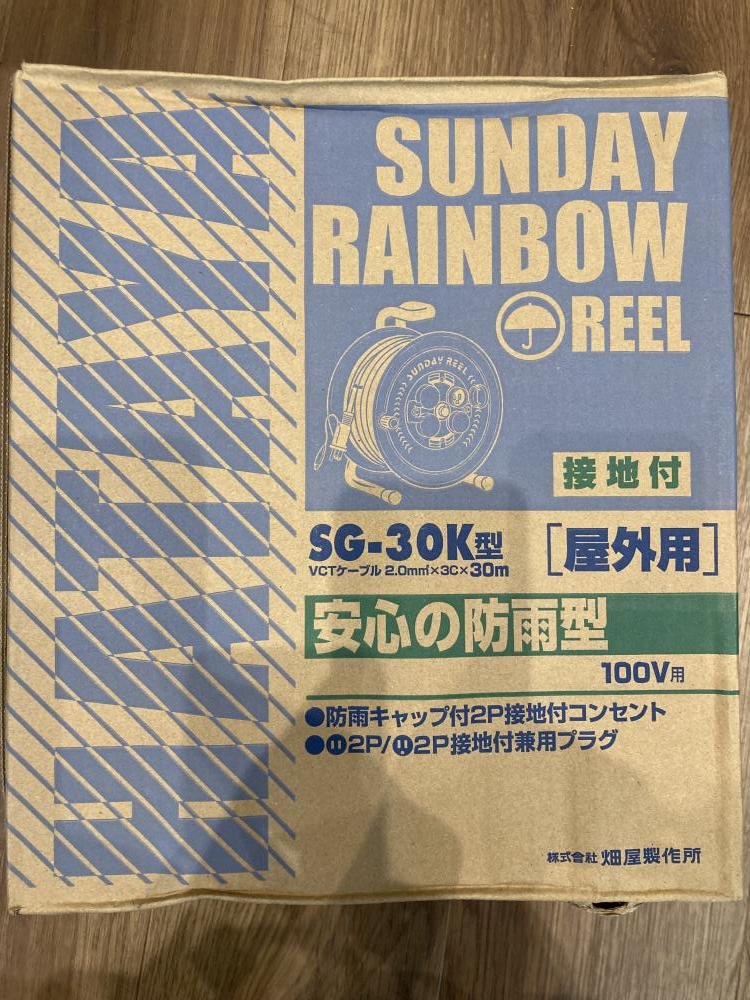 HATAYA
SUNDAY
RAINBOW
REEL
SUNDAY REEL
接地付
SG-30K型
VCTケーブル 2.0mm²×3C×30m
[屋外用]
安心の防雨型
100V用
●防雨キャップ付2P接地付コンセント
●2P/2P接地付兼用プラグ
株式会社 畑屋製作所